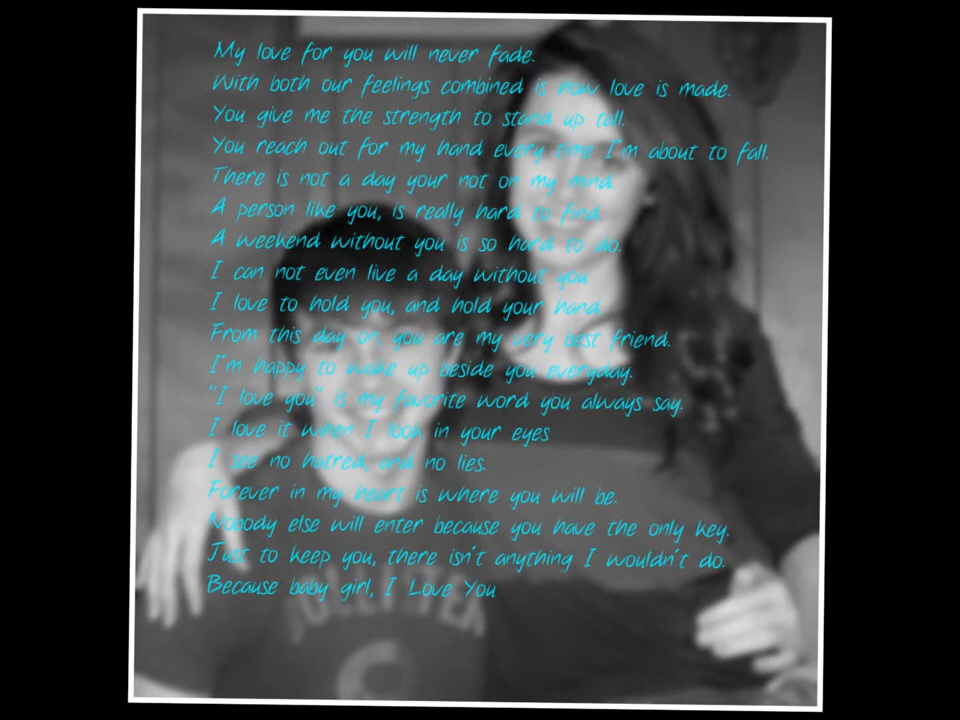 My love for you will never fade.
With both our feelings combined is how love is made.
You give me the strength to stand up tall.
You reach out for my hand every time I'm about to fall.
There is not a day your not on my mind.
A person like you, is really hard to find.
A weekend without you is so hard to do.
I can not even live a day without you.
I love to hold you, and hold your hand.
From this day on, you are my very best friend.
I'm happy to wake up beside you everyday.
"I love you" is my favorite word you always say.
I love it when I look in your eyes
I see no hatred, and no lies.
Forever in my heart is where you will be.
Nobody else will enter because you have the only key.
Just to keep you, there isn't anything I wouldn't do.
Because baby girl, I Love You